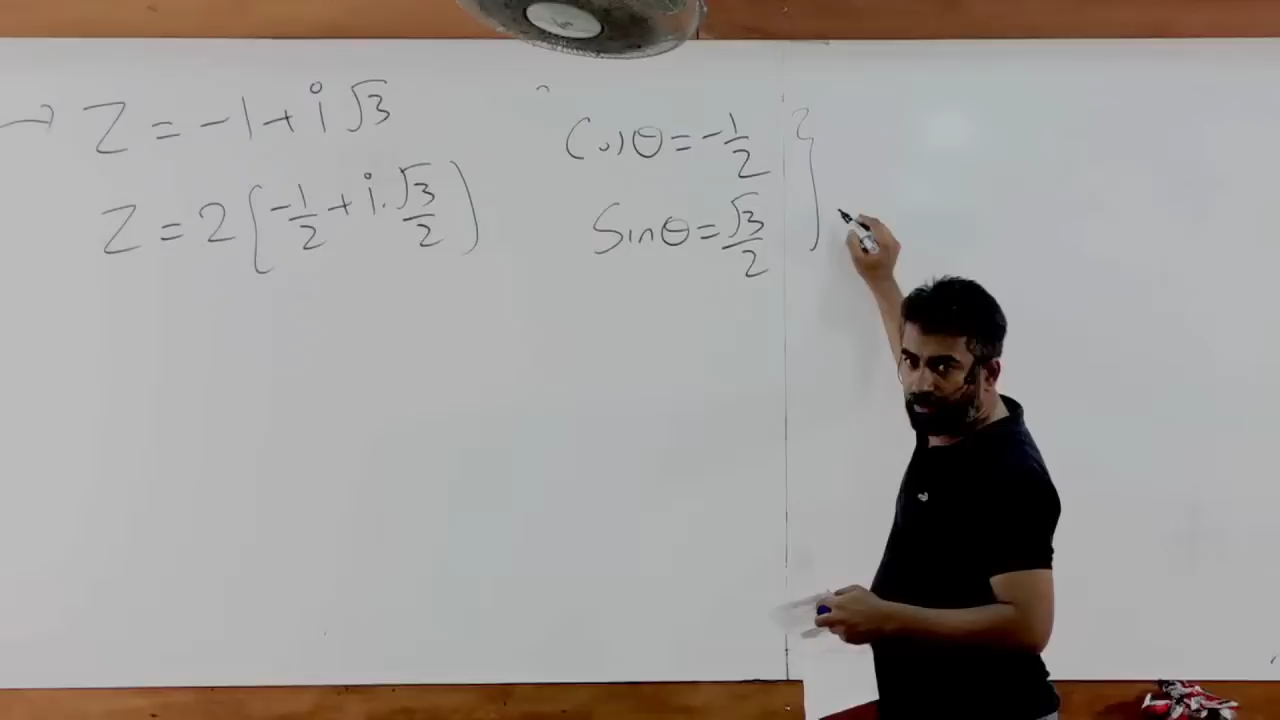 → Z = -1 + i √3
Z = 2 ( -1/2 + i . √3/2 )
Cosθ = -1/2
Sinθ = √3/2 }